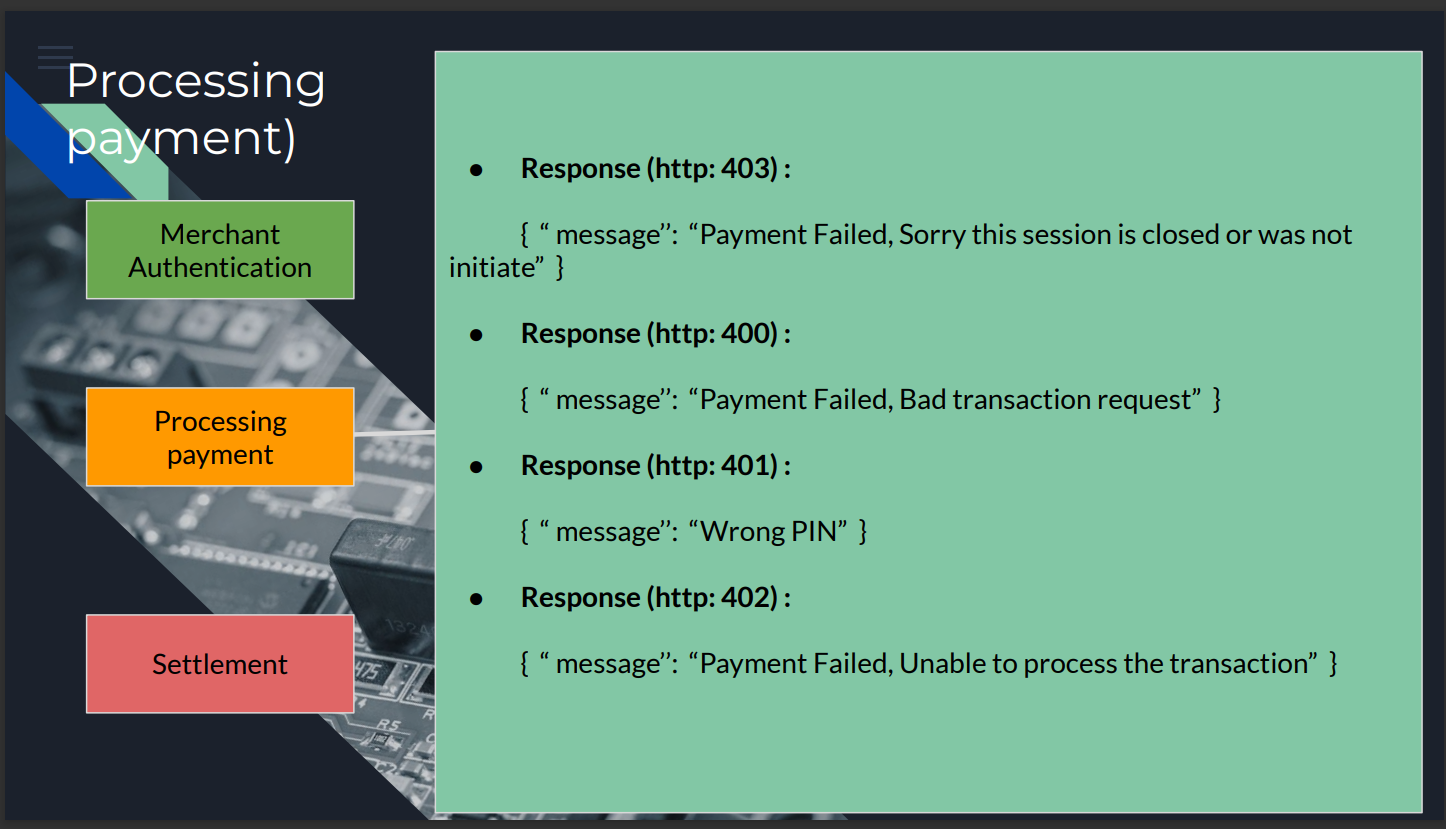 Processing
payment)
Merchant
Authentication
Processing
payment
Settlement
● Response (http: 403) :
{ “ message’’: “Payment Failed, Sorry this session is closed or was not
initiate” }
● Response (http: 400) :
{ “ message’’: “Payment Failed, Bad transaction request” }
● Response (http: 401) :
{ “ message’’: “Wrong PIN” }
● Response (http: 402) :
{ “ message’’: “Payment Failed, Unable to process the transaction” }
475
R5